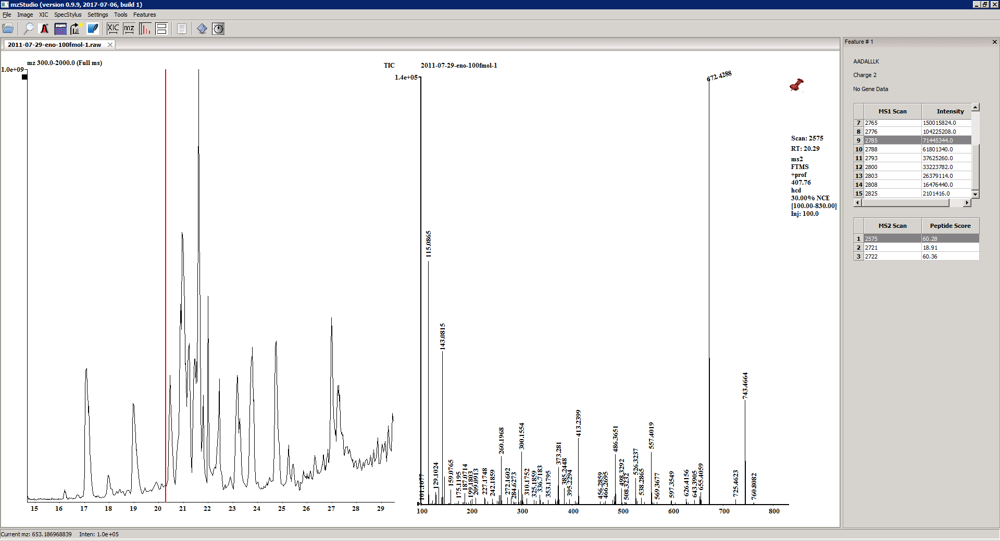 mzStudio (version 0.9.9, 2017-07-06, build 1)
File Image XIC SpecStylus Settings Tools Features
XIC mz
2011-07-29-eno-100fmol-1.raw
mz 300.0-2000.0 (Full ms)
TIC
1.0e+09
15 16 17 18 19 20 21 22 23 24 25 26 27 28 29
2011-07-29-eno-100fmol-1
1.4e+05
101.1077
115.0865
129.1024
143.0815
159.0765
175.1195
187.0714
199.1803
209.0913
227.1748
242.1859
260.1968
272.1602
284.6273
300.1554
310.1752
325.1859
336.7183
353.1795
373.281
385.2448
395.2294
413.2399
456.2859
466.2695
486.3651
498.3292
508.3232
526.3237
538.2865
557.4019
569.3677
597.3549
626.4156
643.5905
655.4059
672.4288
725.4623
743.4664
760.8082
100 200 300 400 500 600 700 800
Scan: 2575
RT: 20.29
ms2
FTMS
+prof
407.76
hcd
30.00% NCE
[100.00-830.00]
Inj: 100.0
Feature # 1
AADALLLK
Charge 2
No Gene Data
MS1 Scan Intensity
7 2765 150015824.0
8 2776 104225208.0
9 2785 71445344.0
10 2788 61801340.0
11 2793 37625260.0
12 2800 33223782.0
13 2803 26379114.0
14 2808 16476440.0
15 2825 2101416.0
MS2 Scan Peptide Score
1 2575 60.28
2 2721 18.91
3 2722 60.36
Current mz: 653.186968839 Inten: 1.0e+05